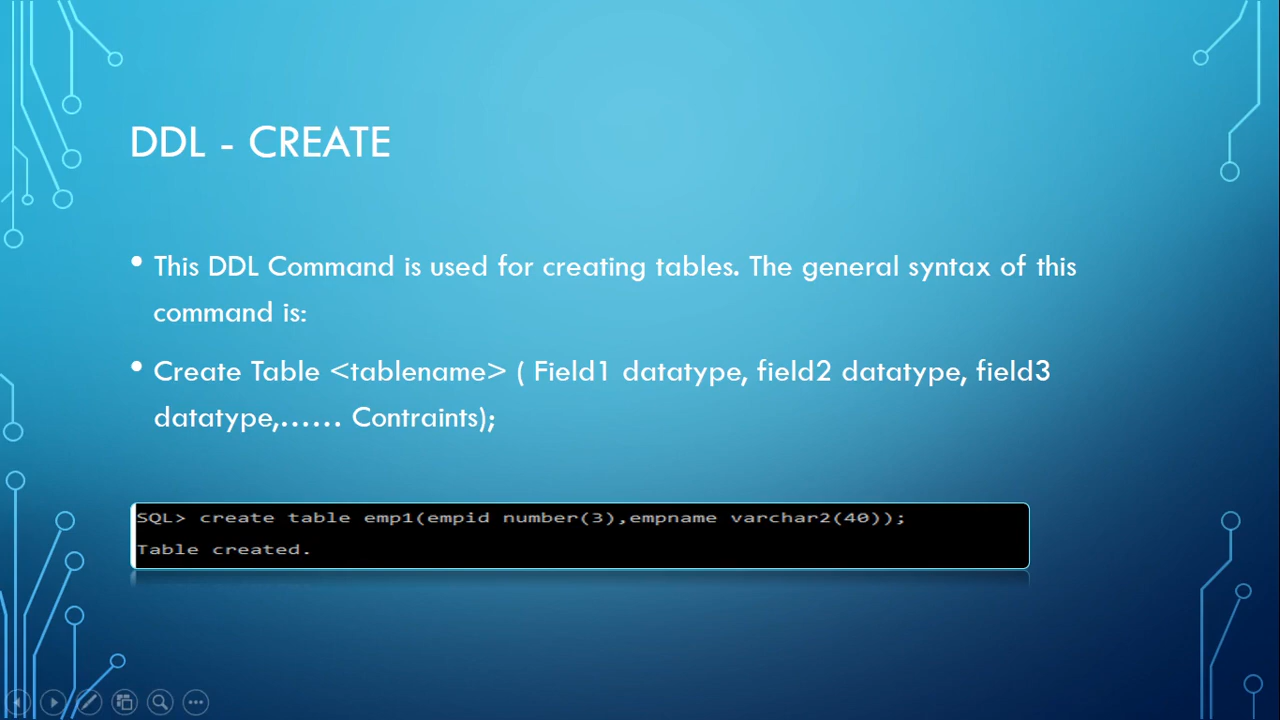 DDL - CREATE
• This DDL Command is used for creating tables. The general syntax of this
command is:
• Create Table <tablename> ( Field1 datatype, field2 datatype, field3
datatype,...... Contraints);
SQL> create table emp1(empid number(3),empname varchar2(40));
Table created.